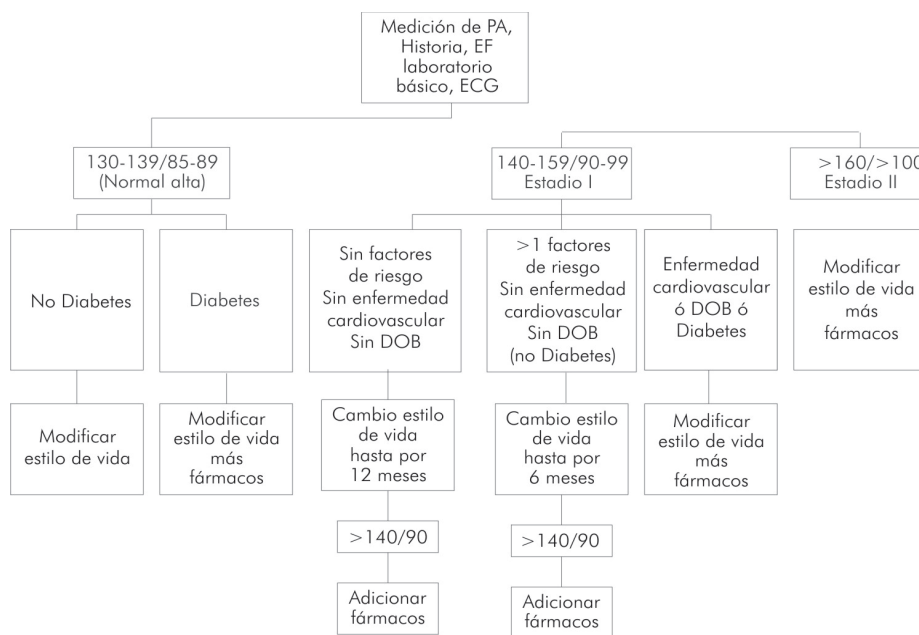 Medición de PA,
Historia, EF
laboratorio
básico, ECG
130-139/85-89
(Normal alta)
140-159/90-99
Estadio I
>160/>100
Estadio II
No Diabetes
Diabetes
Sin factores
de riesgo
Sin enfermedad
cardiovascular
Sin DOB
>1 factores
de riesgo
Sin enfermedad
cardiovascular
Sin DOB
(no Diabetes)
Enfermedad
cardiovascular
ó DOB ó
Diabetes
Modificar
estilo de vida
más
fármacos
Modificar
estilo de vida
Modificar
estilo de vida
más
fármacos
Cambio estilo
de vida
hasta por
12 meses
Cambio estilo
de vida
hasta por
6 meses
Modificar
estilo de vida
más
fármacos
>140/90
>140/90
Adicionar
fármacos
Adicionar
fármacos